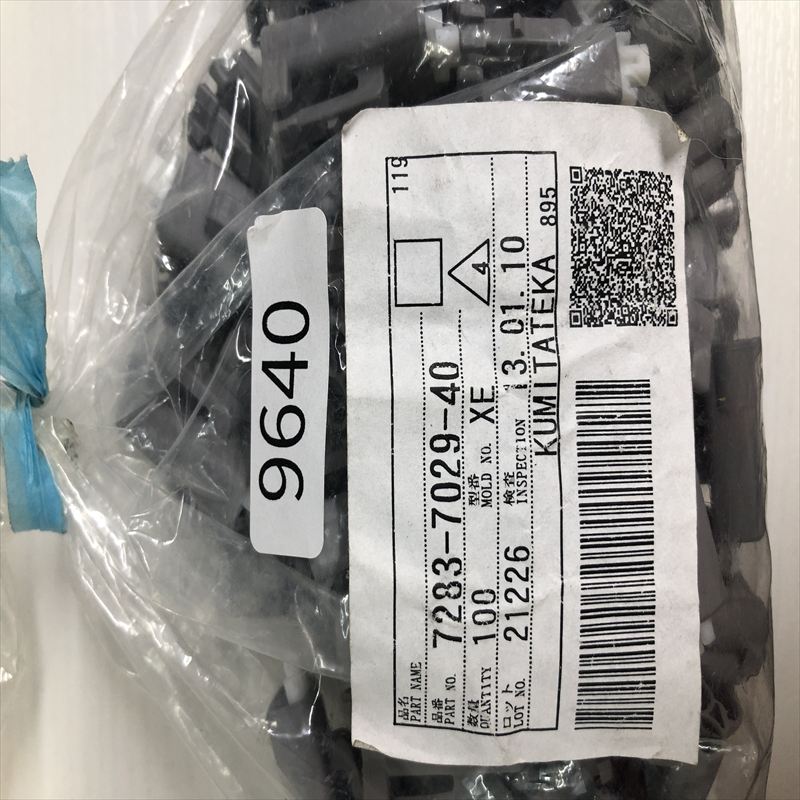 9640
119
品名
PART NAME
4
品番
PART NO. 7283-7029-40
数量 型番
QUANTITY 100 MOLD NO. XE
ロット 検査
LOT NO. 21226 INSPECTION 13.01.10
KUMITATEKA 895